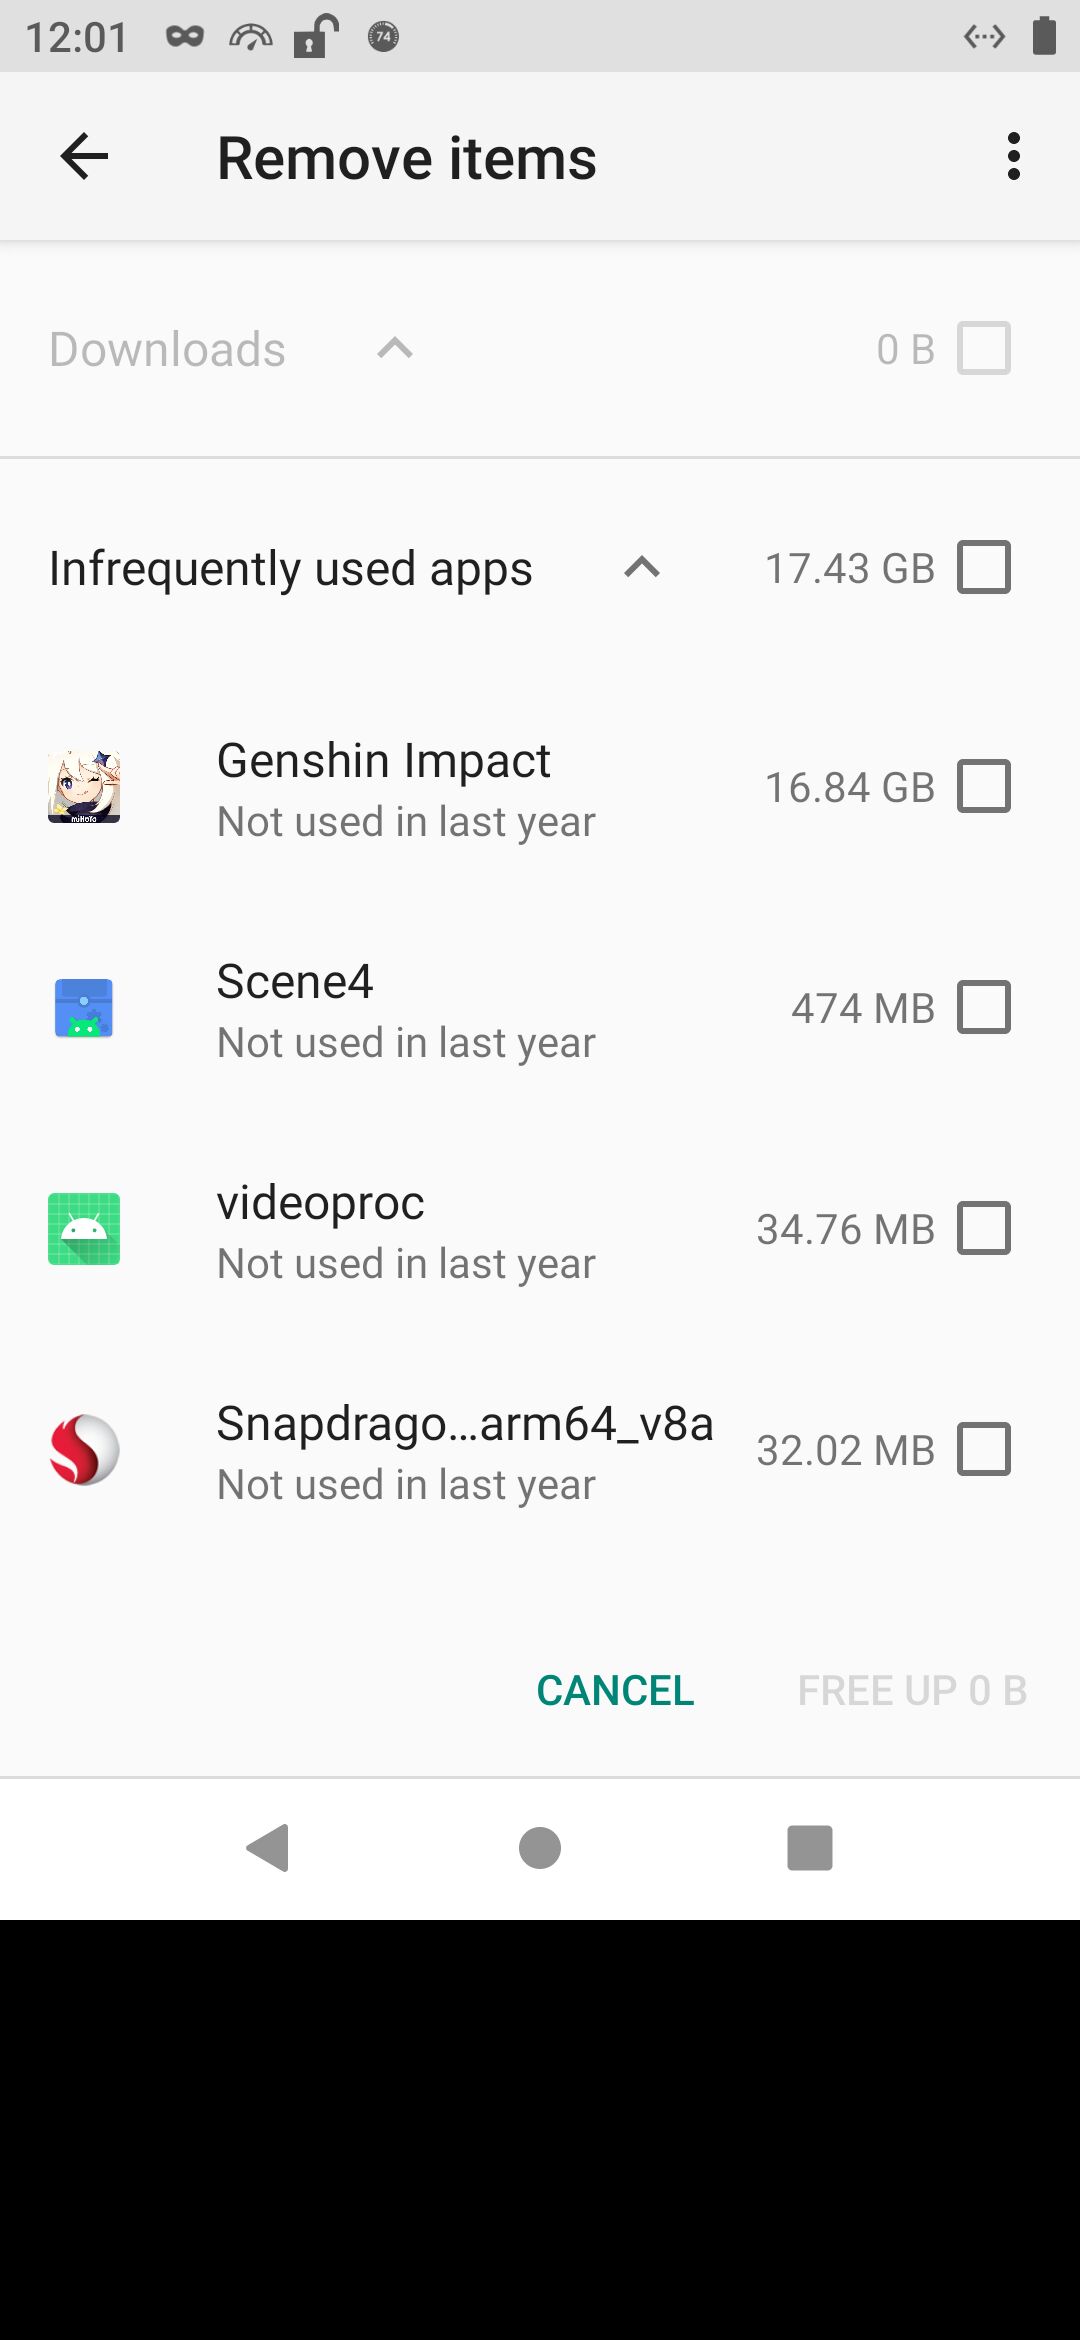 12:01
74
Remove items
Downloads
0 B
Infrequently used apps
17.43 GB
Genshin Impact
16.84 GB
Not used in last year
miHoYo
Scene4
474 MB
Not used in last year
videoproc
34.76 MB
Not used in last year
Snapdrago…arm64_v8a
32.02 MB
Not used in last year
CANCEL
FREE UP 0 B